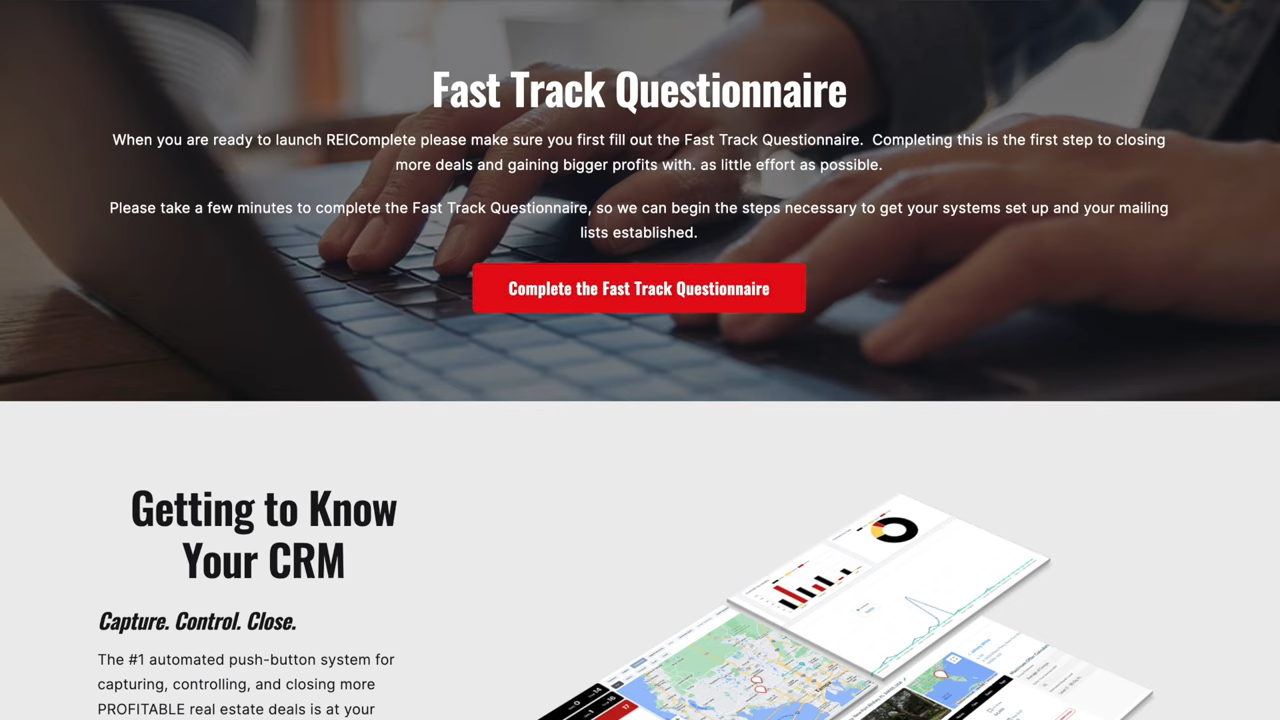 Fast Track Questionnaire
When you are ready to launch REIComplete please make sure you first fill out the Fast Track Questionnaire.  Completing this is the first step to closing
more deals and gaining bigger profits with. as little effort as possible.
Please take a few minutes to complete the Fast Track Questionnaire, so we can begin the steps necessary to get your systems set up and your mailing
lists established.
Complete the Fast Track Questionnaire
Getting to Know
Your CRM
Capture. Control. Close.
The #1 automated push-button system for
capturing, controlling, and closing more
PROFITABLE real estate deals is at your